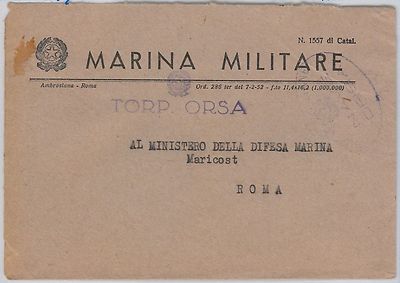 N. 1557 di Catal.
MARINA MILITARE
Ambrosiana - Roma
Ord. 286 ter del 7-2-52 - f.to 11,4x16,2 (1.000.000)
TORP. ORSA
AL MINISTERO DELLA DIFESA MARINA
Maricost
ROMA